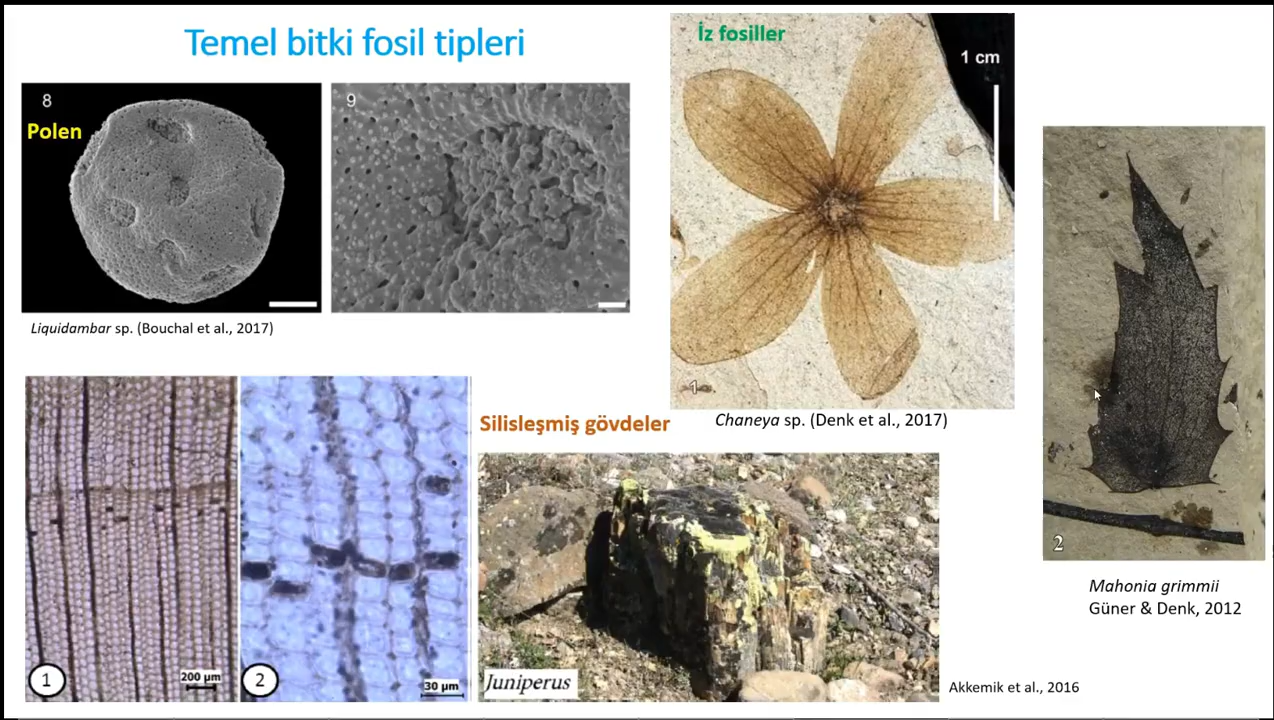 Temel bitki fosil tipleri
8
Polen
9
Liquidambar sp. (Bouchal et al., 2017)
İz fosiller
1 cm
1
Chaneya sp. (Denk et al., 2017)
2
Mahonia grimmii
Güner & Denk, 2012
Silisleşmiş gövdeler
1
200 µm
2
30 µm
Juniperus
Akkemik et al., 2016